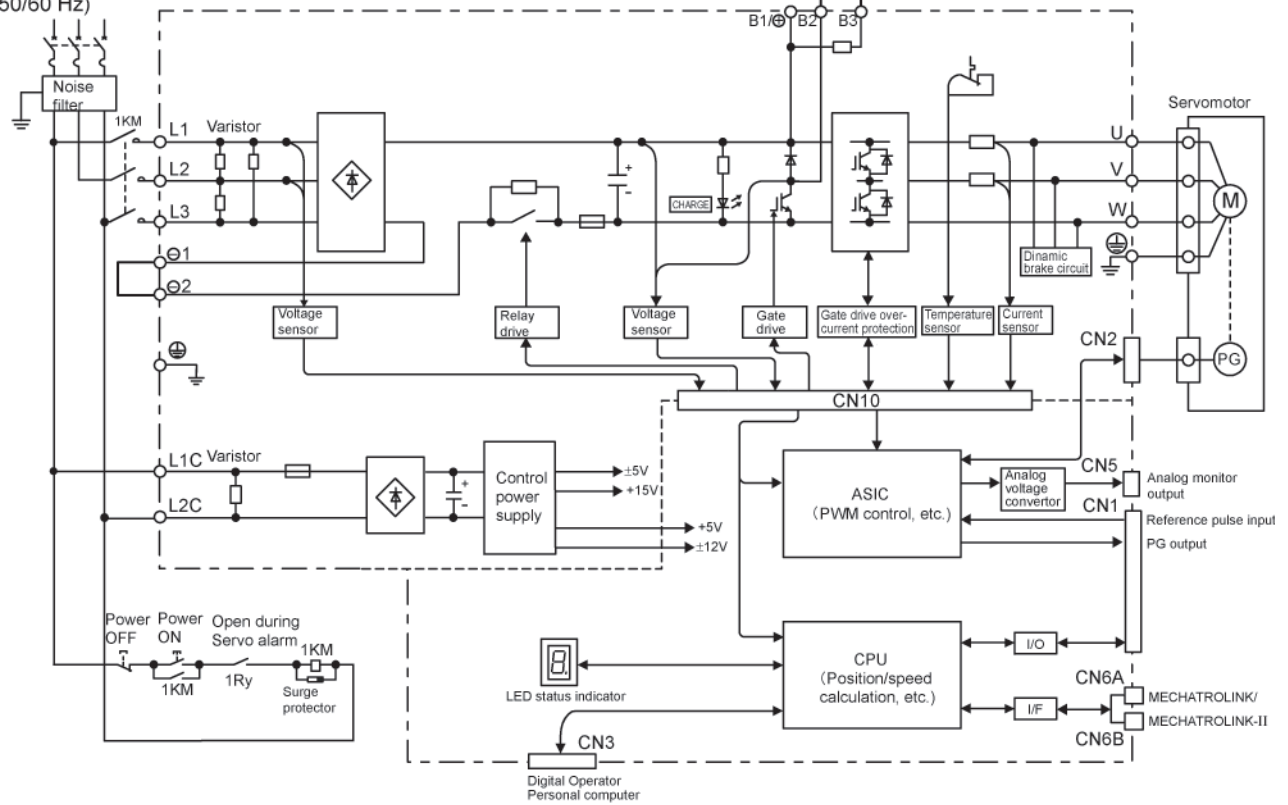 50/60 Hz)
B1/⊕ B2 B3
Noise
filter
1KM
L1
Varistor
L2
L3
⊖1
⊖2
+
-
CHARGE
U
V
W
Servomotor
M
Dinamic
brake circuit
Voltage
sensor
Relay
drive
Voltage
sensor
Gate
drive
Gate drive over-
current protection
Temperature
sensor
Current
sensor
CN2
PG
CN10
L1C
Varistor
L2C
+
-
Control
power
supply
±5V
+15V
+5V
±12V
ASIC
(PWM control, etc.)
Analog
voltage
convertor
CN5
Analog monitor
output
CN1
Reference pulse input
PG output
Power
OFF
Power
ON
Open during
Servo alarm
1KM
1KM
1Ry
Surge
protector
8.
LED status indicator
CPU
(Position/speed
calculation, etc.)
I/O
I/F
CN6A
MECHATROLINK/
MECHATROLINK-II
CN6B
CN3
Digital Operator
Personal computer